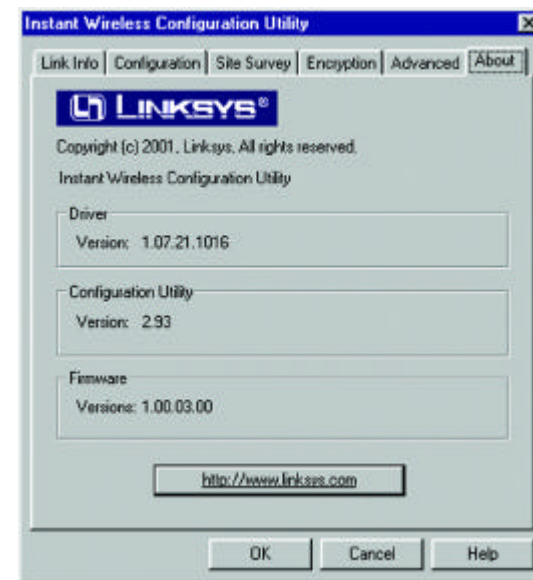 Instant Wireless Configuration Utility
Link Info Configuration Site Survey Encryption Advanced About
LINKSYS®
Copyright (c) 2001, Linksys, All rights reserved.
Instant Wireless Configuration Utility
Driver
Version: 1.07.21.1016
Configuration Utility
Version: 2.93
Firmware
Versions: 1.00.03.00
http://www.linksys.com
OK Cancel Help